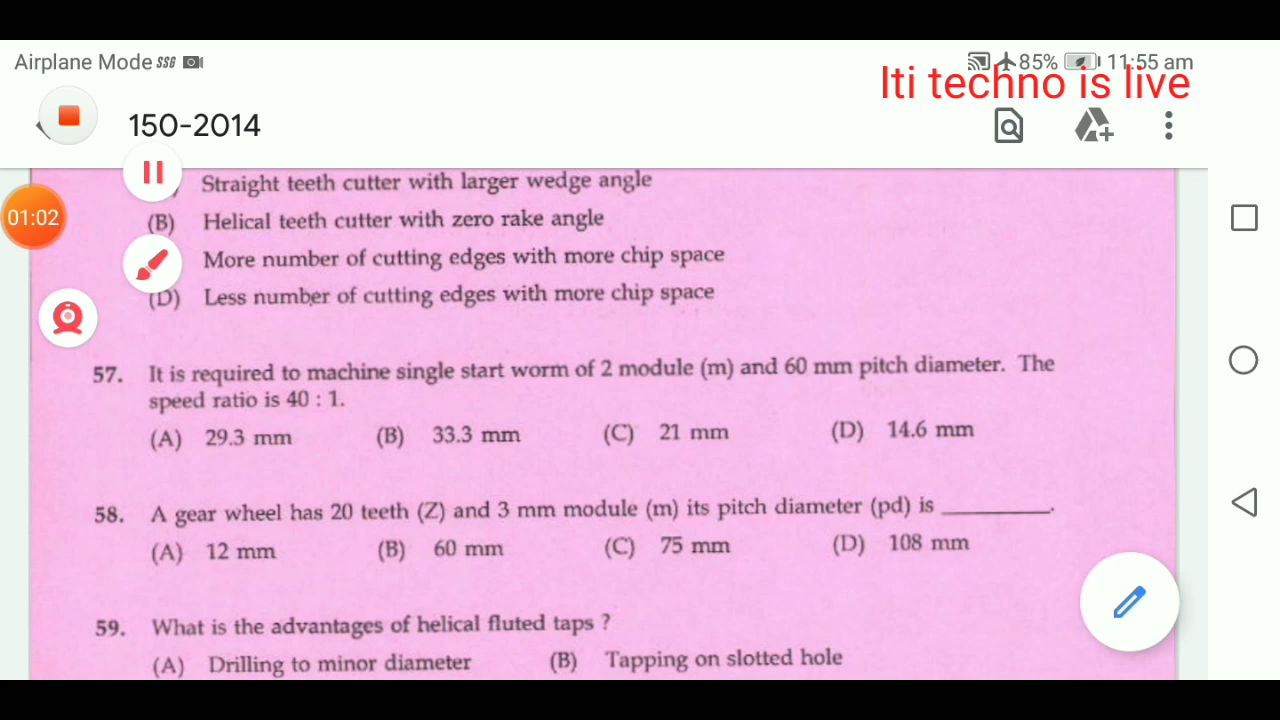 Airplane Mode SSG 85% 11:55 am
Iti techno is live
150-2014
Straight teeth cutter with larger wedge angle
01:02
(B) Helical teeth cutter with zero rake angle
More number of cutting edges with more chip space
(D) Less number of cutting edges with more chip space
57. It is required to machine single start worm of 2 module (m) and 60 mm pitch diameter. The
speed ratio is 40 : 1.
(A) 29.3 mm (B) 33.3 mm (C) 21 mm (D) 14.6 mm
58. A gear wheel has 20 teeth (Z) and 3 mm module (m) its pitch diameter (pd) is ________.
(A) 12 mm (B) 60 mm (C) 75 mm (D) 108 mm
59. What is the advantages of helical fluted taps ?
(A) Drilling to minor diameter (B) Tapping on slotted hole